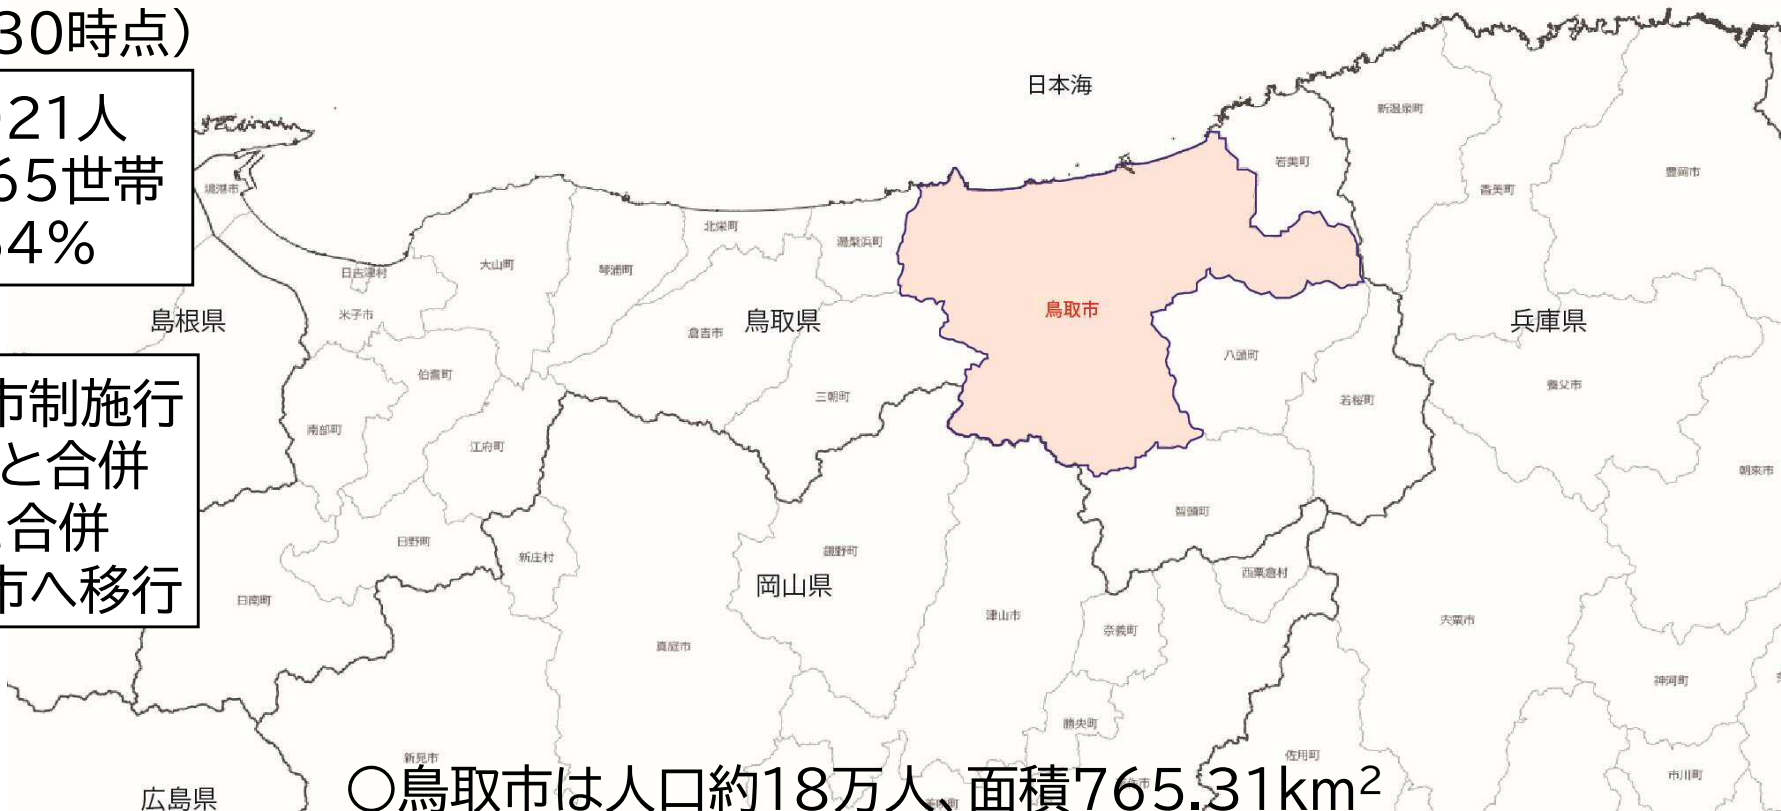 30時点）
21人
65世帯
34%
市制施行
と合併
合併
市へ移行
日本海
新温泉町
岩美町
香美町
豊岡市
境港市
北栄町
湯梨浜町
日吉津村
大山町
琴浦町
米子市
島根県
倉吉市
鳥取県
鳥取市
兵庫県
八頭町
伯耆町
三朝町
若桜町
養父市
南部町
江府町
朝来市
智頭町
日野町
新庄村
鏡野町
岡山県
西粟倉村
日南町
津山市
奈義町
宍粟市
真庭市
神河町
勝央町
新見市
佐用町
市川町
広島県
○鳥取市は人口約18万人、面積765.31km²